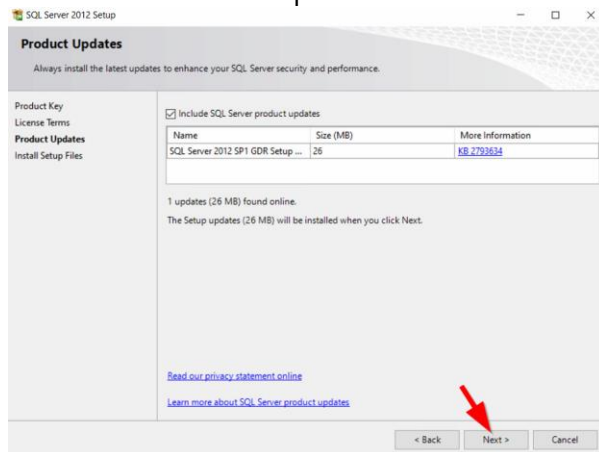 SQL Server 2012 Setup
Product Updates
Always install the latest updates to enhance your SQL Server security and performance.
Product Key
License Terms
Product Updates
Install Setup Files
Include SQL Server product updates
Name Size (MB) More Information
SQL Server 2012 SP1 GDR Setup ... 26 KB 2793634
1 updates (26 MB) found online.
The Setup updates (26 MB) will be installed when you click Next.
Read our privacy statement online
Learn more about SQL Server product updates
< Back Next > Cancel